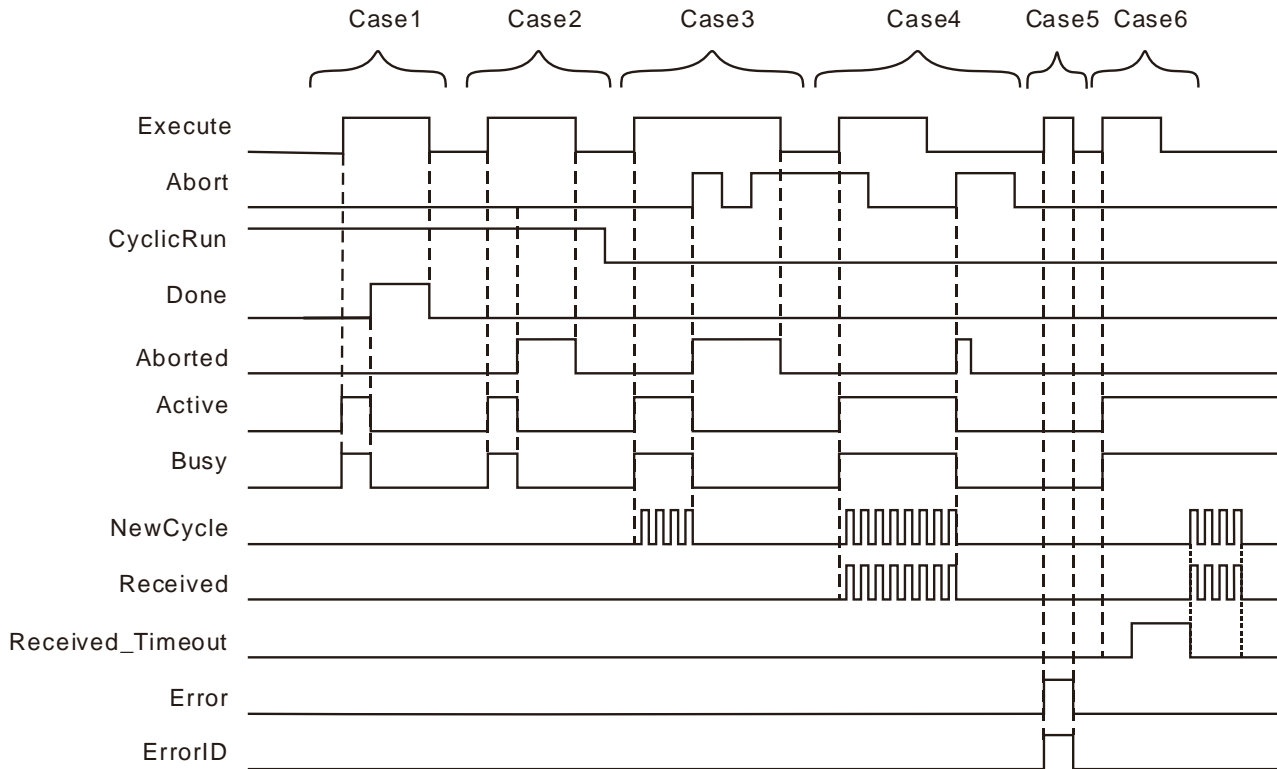 Case1 Case2 Case3 Case4 Case5 Case6
Execute
Abort
CyclicRun
Done
Aborted
Active
Busy
NewCycle
Received
Received_Timeout
Error
ErrorID